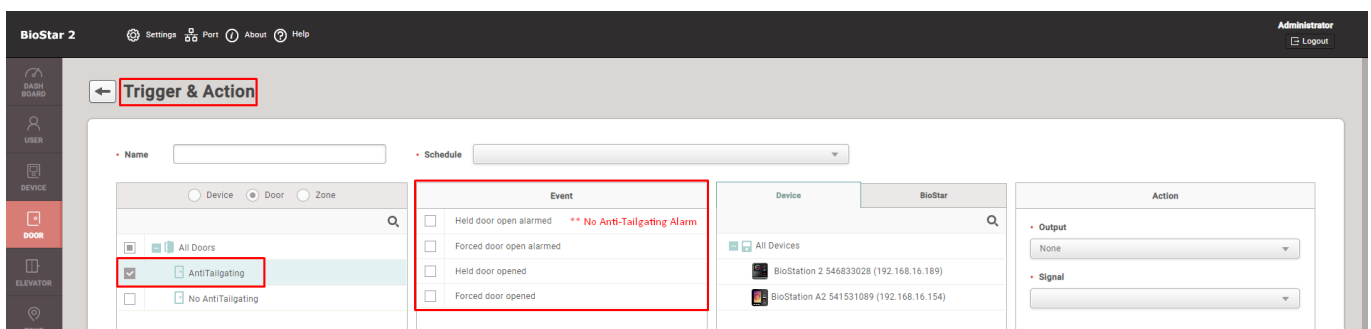 BioStar 2 Settings Port About Help Administrator
Logout
DASH
BOARD
Trigger & Action
USER
Name Schedule
DEVICE
Device Door Zone Event Device BioStar Action
Held door open alarmed ** No Anti-Tailgating Alarm
Output
DOOR
All Doors Forced door open alarmed All Devices None
AntiTailgating Held door opened BioStation 2 546833028 (192.168.16.189) Signal
ELEVATOR
No AntiTailgating Forced door opened BioStation A2 541531089 (192.168.16.154)